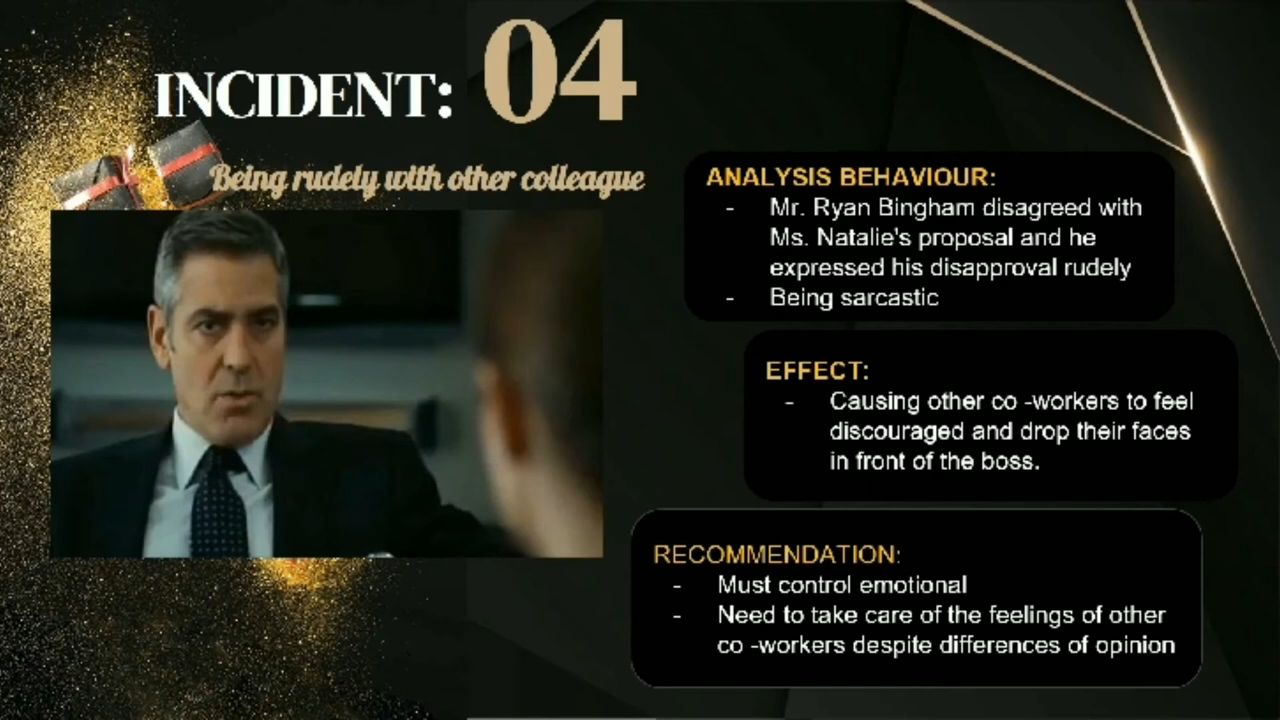 INCIDENT: 04
Being rudely with other colleague
ANALYSIS BEHAVIOUR:
- Mr. Ryan Bingham disagreed with
Ms. Natalie's proposal and he
expressed his disapproval rudely
- Being sarcastic
EFFECT:
- Causing other co -workers to feel
discouraged and drop their faces
in front of the boss.
RECOMMENDATION:
- Must control emotional
- Need to take care of the feelings of other
co -workers despite differences of opinion